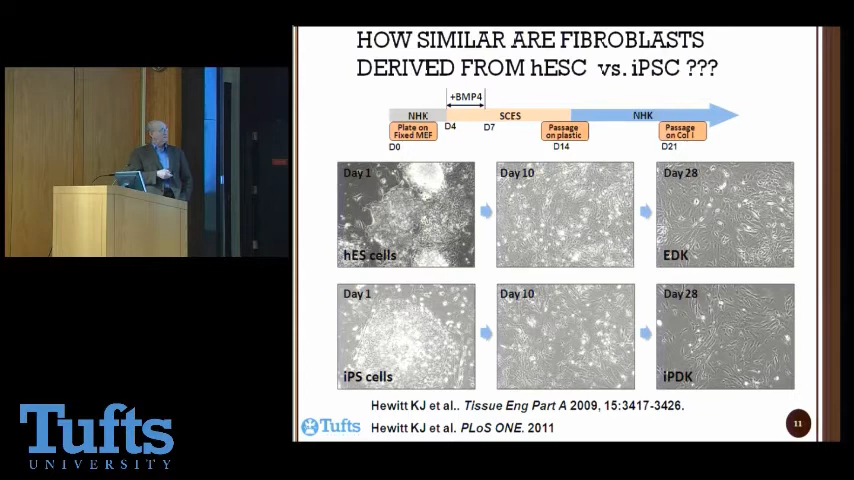 HOW SIMILAR ARE FIBROBLASTS
DERIVED FROM hESC vs. iPSC ???
+BMP4
NHK
SCES
NHK
Plate on
Fixed MEF
D4
D7
Passage
on plastic
Passage
on Col I
D0
D14
D21
Day 1
Day 10
Day 28
hES cells
EDK
Day 1
Day 10
Day 28
iPS cells
iPDK
Hewitt KJ et al.. Tissue Eng Part A 2009, 15:3417-3426.
Hewitt KJ et al. PLoS ONE. 2011
Tufts
11
Tufts
UNIVERSITY